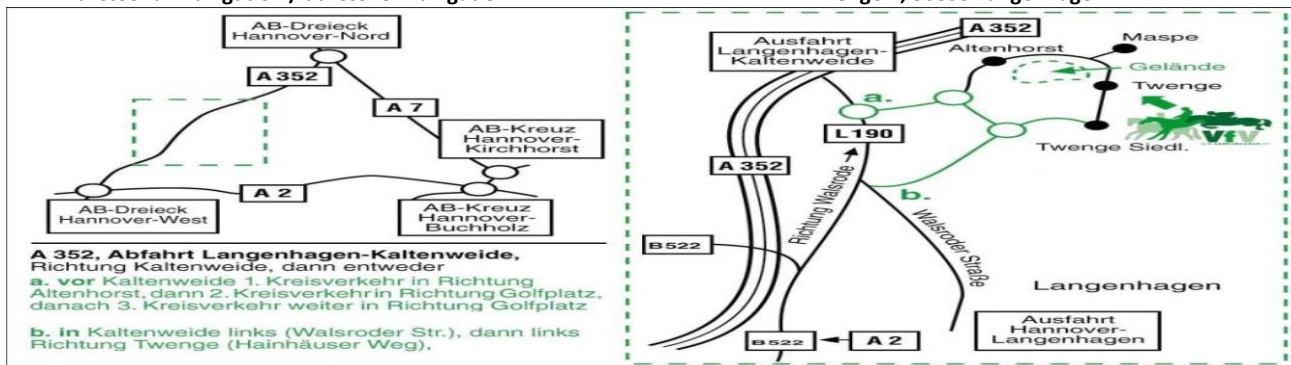 AB-Dreieck
Hannover-Nord
A 352
A 7
AB-Kreuz
Hannover-
Kirchhorst
A 2
AB-Dreieck
Hannover-West
AB-Kreuz
Hannover-
Buchholz
A 352, Abfahrt Langenhagen-Kaltenweide,
Richtung Kaltenweide, dann entweder
a. vor Kaltenweide 1. Kreisverkehr in Richtung
Altenhorst, dann 2. Kreisverkehr in Richtung Golfplatz,
danach 3. Kreisverkehr weiter in Richtung Golfplatz
b. in Kaltenweide links (Walsroder Str.), dann links
Richtung Twenge (Hainhäuser Weg),
A 352
Ausfahrt
Langenhagen-
Kaltenweide
Altenhorst
Maspe
Gelände
Twenge
a.
L 190
VfV
Twenge Siedl.
A 352
b.
Richtung Walsrode
Walsroder Straße
B 522
Langenhagen
Ausfahrt
Hannover-
Langenhagen
B 522
A 2